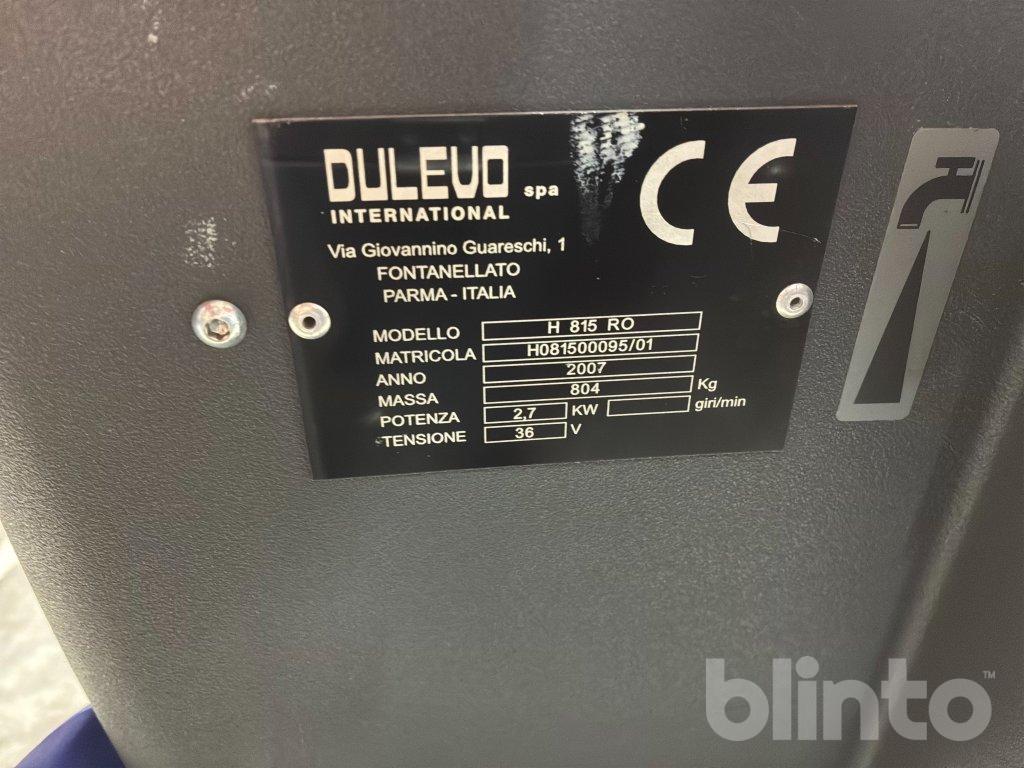 DULEVO spa
INTERNATIONAL
CE
Via Giovannino Guareschi, 1
FONTANELLATO
PARMA - ITALIA
MODELLO H 815 RO
MATRICOLA H081500095/01
ANNO 2007
MASSA 804 Kg
POTENZA 2,7 KW giri/min
TENSIONE 36 V
blinto™